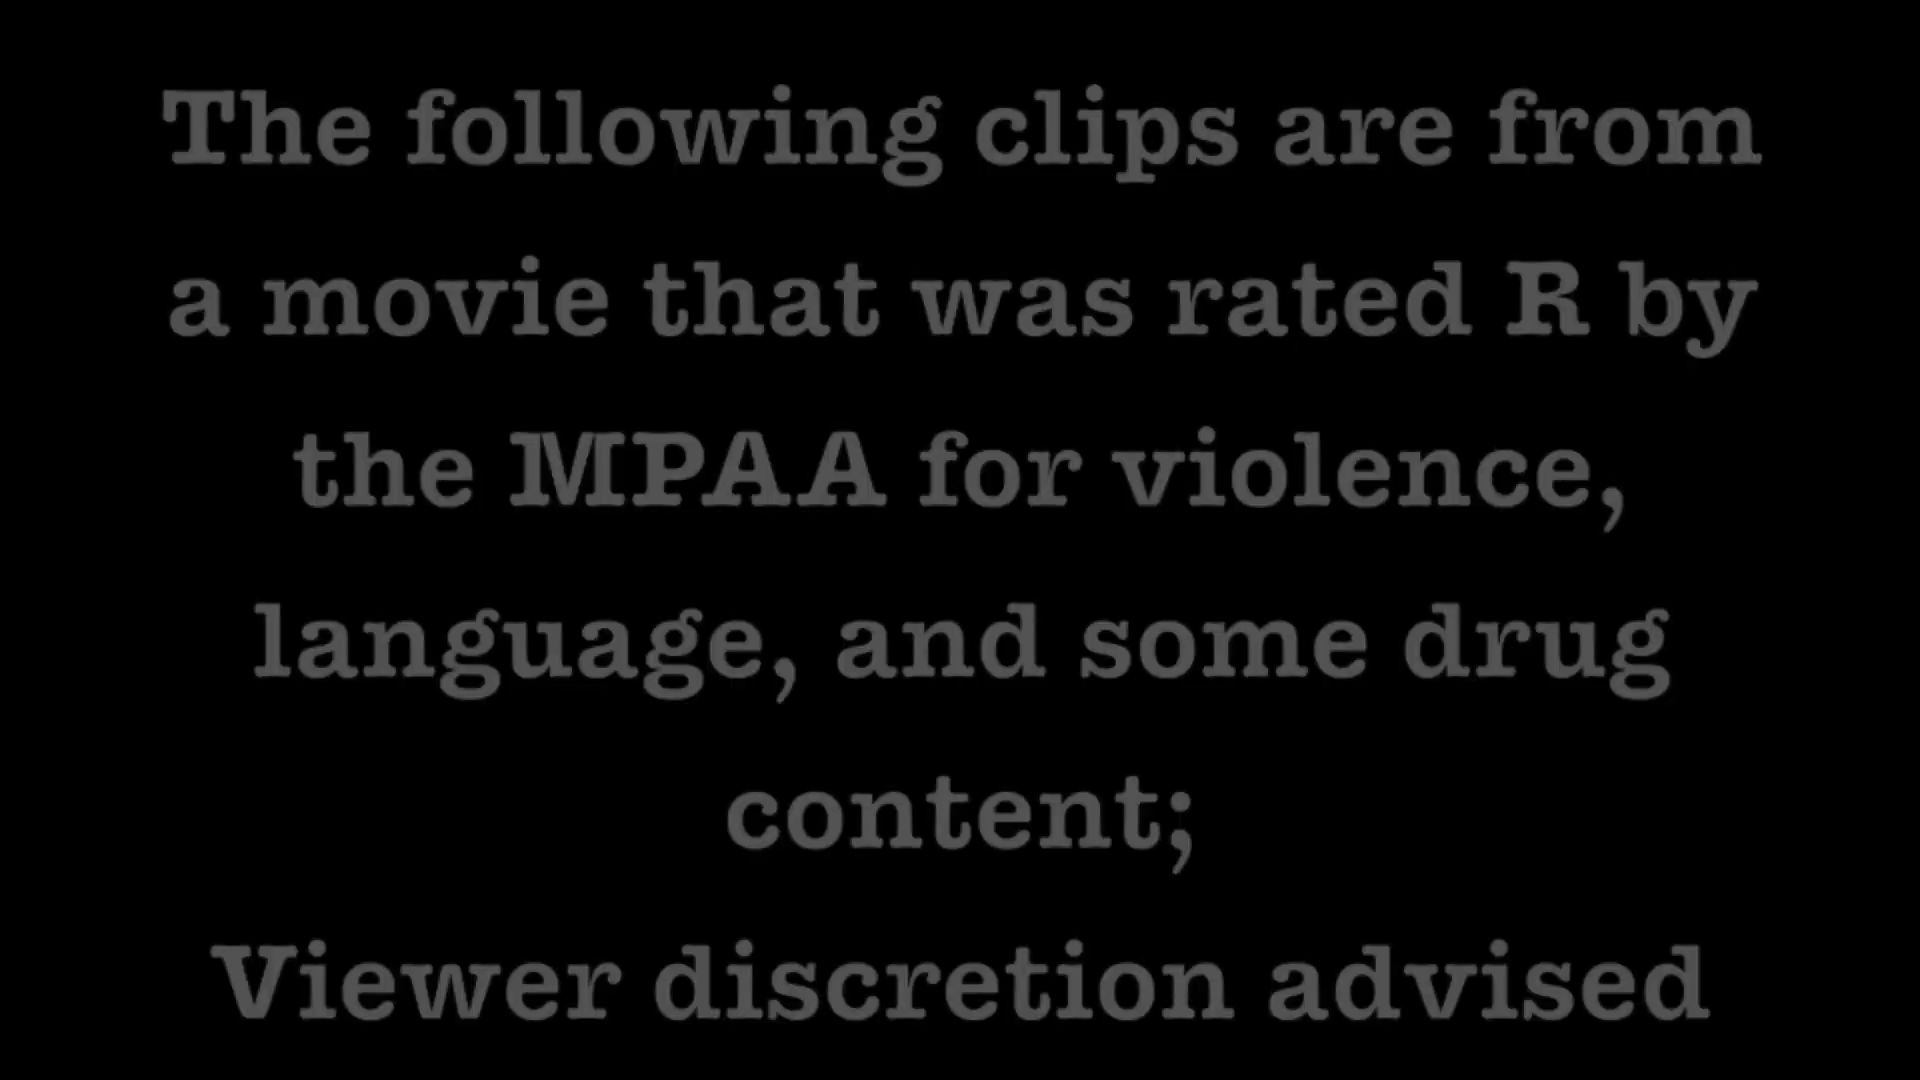 The following clips are from
a movie that was rated R by
the MPAA for violence,
language, and some drug
content;
Viewer discretion advised